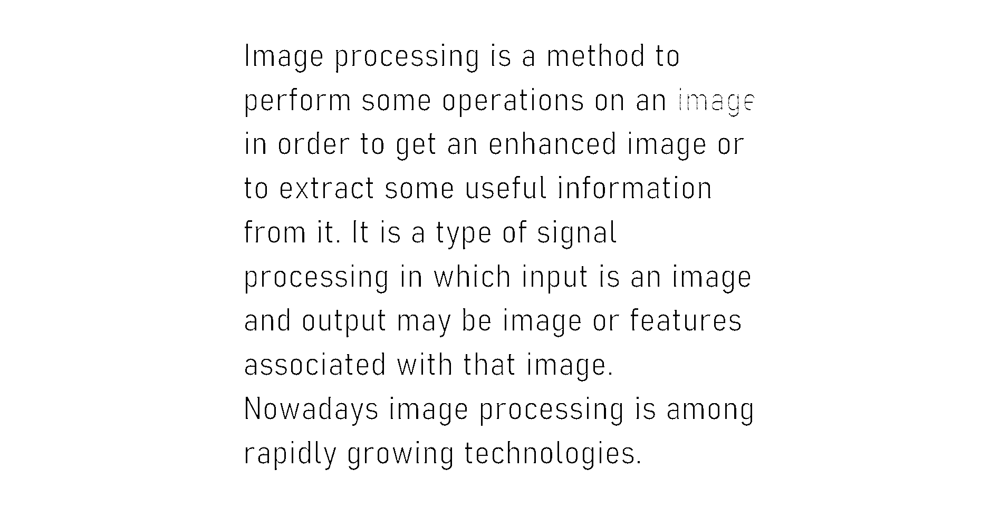 Image processing is a method to
perform some operations on an image
in order to get an enhanced image or
to extract some useful information
from it. It is a type of signal
processing in which input is an image
and output may be image or features
associated with that image.
Nowadays image processing is among
rapidly growing technologies.